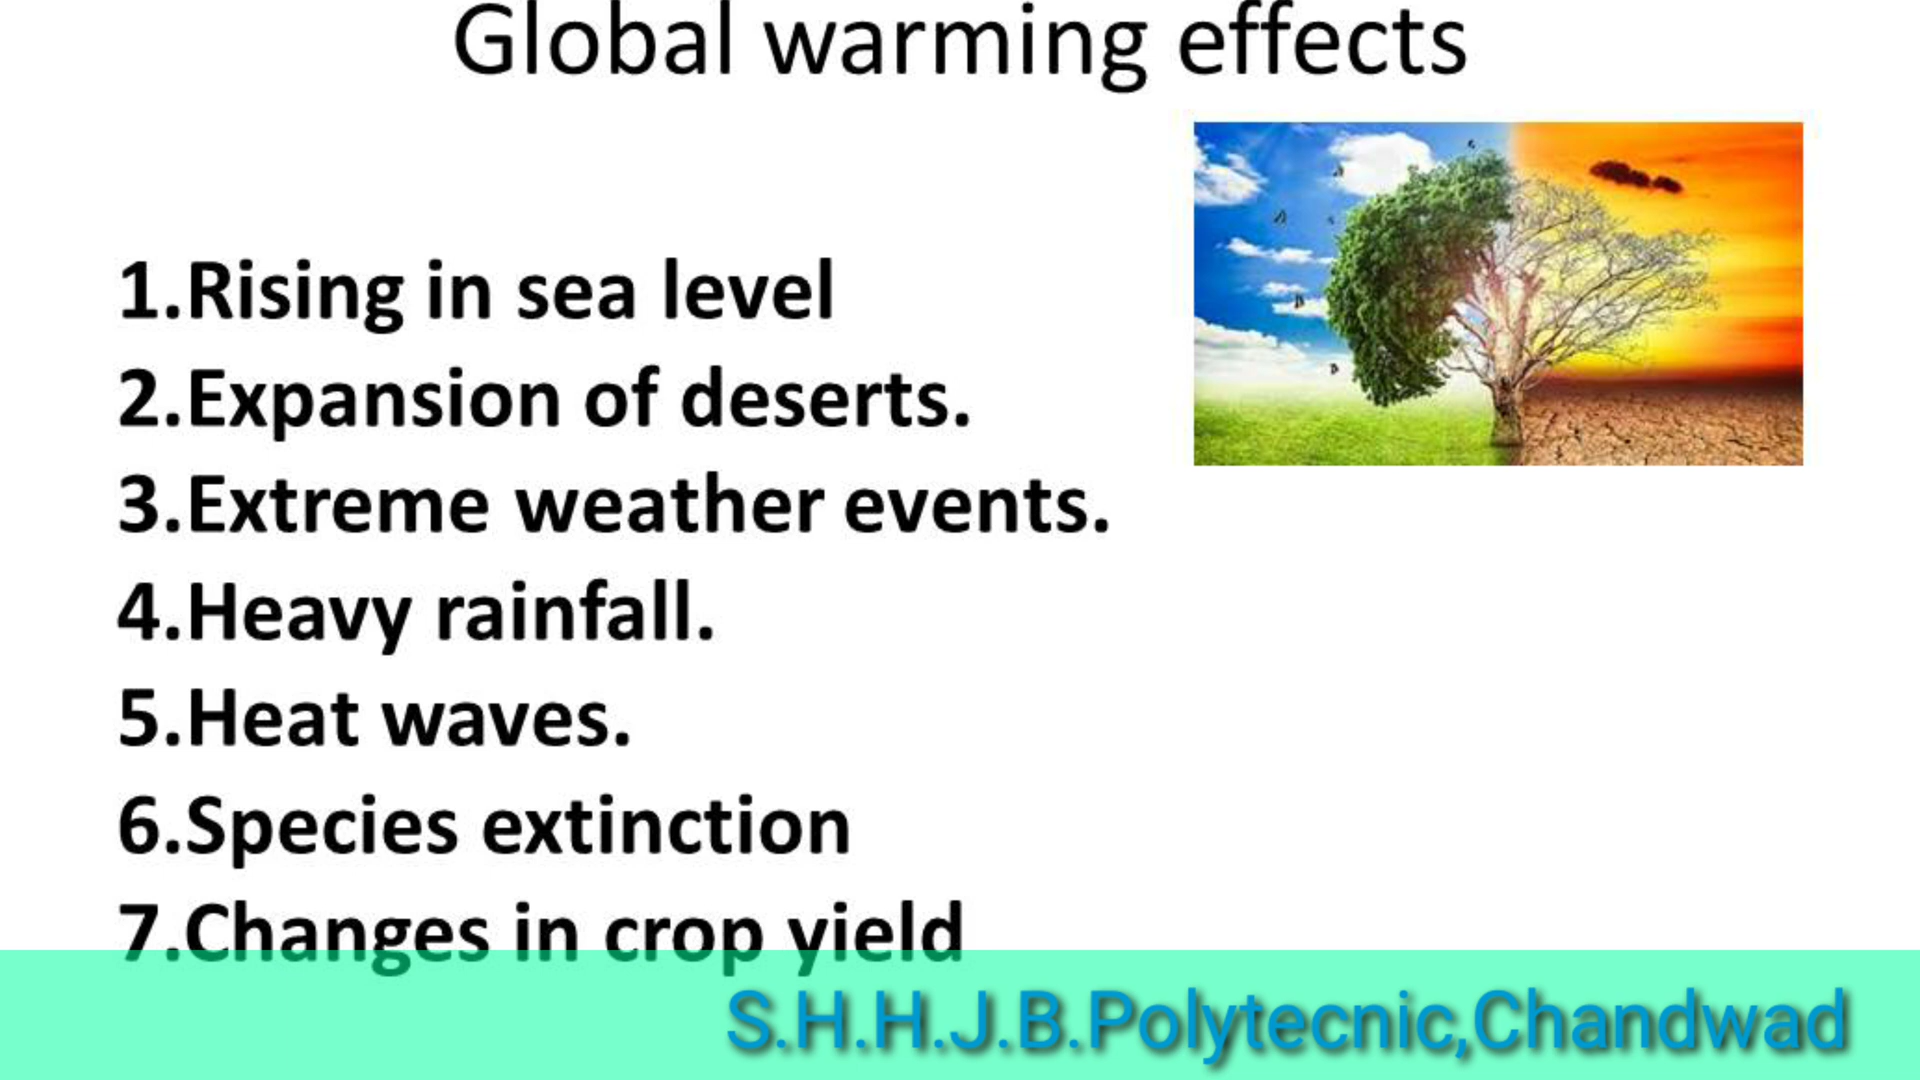 Global warming effects
1.Rising in sea level
2.Expansion of deserts.
3.Extreme weather events.
4.Heavy rainfall.
5.Heat waves.
6.Species extinction
7.Changes in crop yield
S.H.H.J.B.Polytecnic,Chandwad